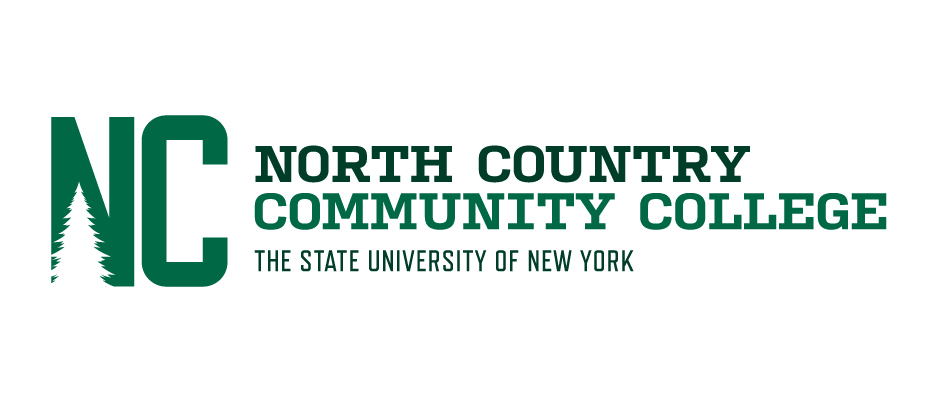 NC
NORTH COUNTRY
COMMUNITY COLLEGE
THE STATE UNIVERSITY OF NEW YORK